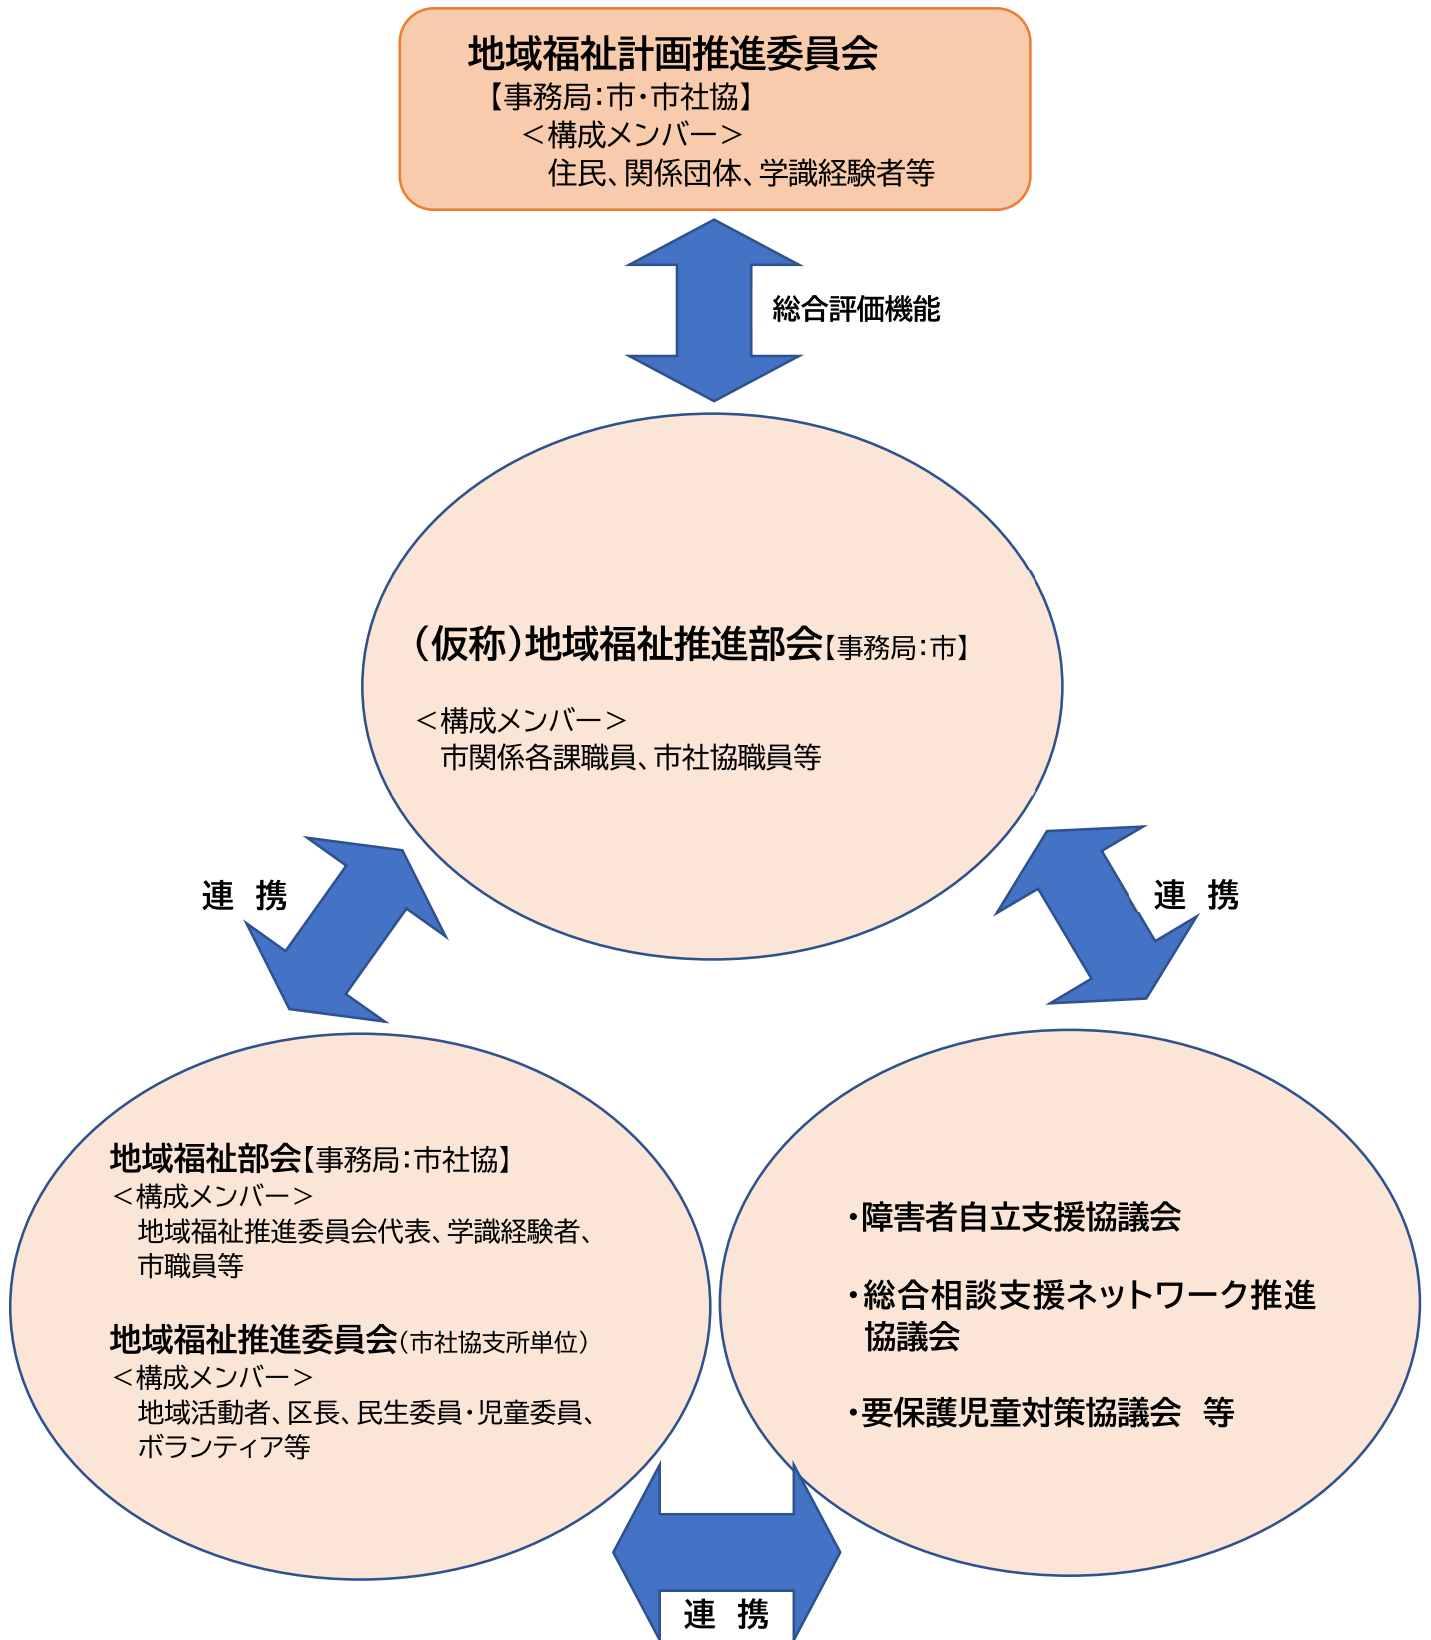 地域福祉計画推進委員会
【事務局：市・市社協】
＜構成メンバー＞
住民、関係団体、学識経験者等
総合評価機能
（仮称）地域福祉推進部会【事務局：市】
＜構成メンバー＞
市関係各課職員、市社協職員等
連　携
連　携
地域福祉部会【事務局：市社協】
＜構成メンバー＞
地域福祉推進委員会代表、学識経験者、
市職員等
地域福祉推進委員会（市社協支所単位）
＜構成メンバー＞
地域活動者、区長、民生委員・児童委員、
ボランティア等
・障害者自立支援協議会
・総合相談支援ネットワーク推進
協議会
・要保護児童対策協議会　等
連　携